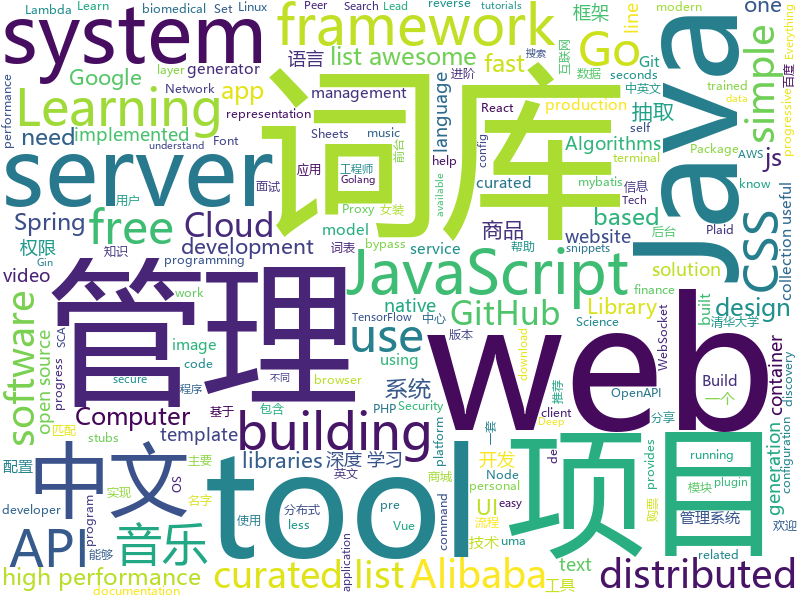 Lambda Learn
biomedical Set Linux
Peer Search Lead reverse tutorials
Everything
modern
one
system
framework
词库
Java
Go
框架
line
语言
list awesome
fast
Git
seconds
互联网
搜索
进阶
数据
simple
百度
progressive
performance
Google
generator
layer
management
Learning
app
Network
representation
language
production
中英文
trained
data
need
implemented
understand
Font
Sheets
music
React
config
抽取
self
terminal
Package
AWS
js
server
前台
help
Algorithms
available
curated
mybatis
信息
know
应用
工程师
Golang
Proxy
女装
面试
free
Cloud
Spring
model
商品
based
Tech
后台
Plaid
css
collection useful
权限
知识
词表
bypass
service
website
帮助
snippets
用户
Gin
development
programming
video
work
管理
JavaScript
native
solution
finance
software
open source
progress
SCA
image
TensorFlow
中心
版本
GitHub
Library
Science
built
design
清华大学
WebSocket
code
using
use
web
download
container
discovery
secure
程序
不同
browser
Build
Computer
基于
包含
PHP
Security
系统
推荐
OpenAPI
一个
template
匹配
stubs
building
platform
client
Deep
分享
generation
configuration
配置
主要
英文
libraries
深度 学习
一套
开发
Node
provides
running
developer
中文
实现
名字
tool
商城
personal
模块
plugin
项目
OS
program
使用
分布式
less
pre
Vue
easy
command
UI
流程
dev
购票
管理系统
欢迎
API
能够
音乐
application
技术
uma
text
related
high performance
documentation
curated list
Alibaba
工具
distributed